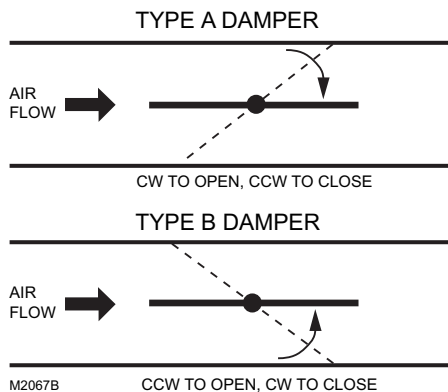 TYPE A DAMPER
AIR
FLOW
CW TO OPEN, CCW TO CLOSE
TYPE B DAMPER
AIR
FLOW
M2067B
CCW TO OPEN, CW TO CLOSE